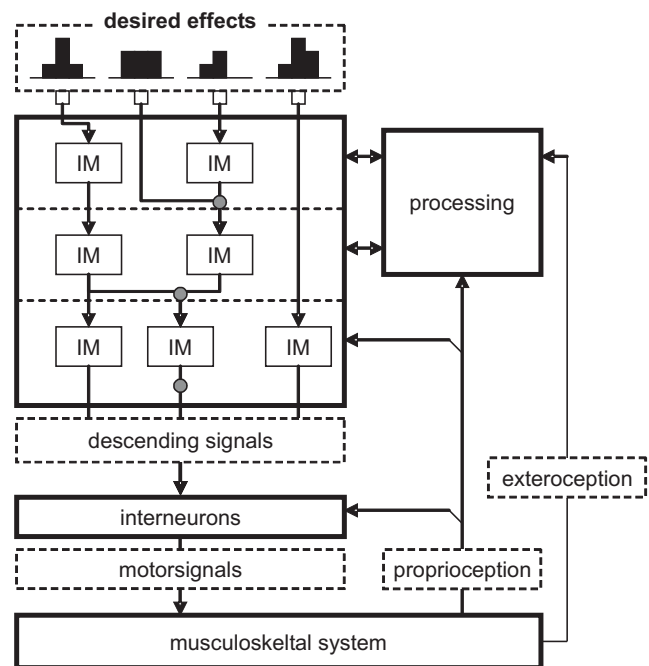 desired effects
IM
IM
processing
IM
IM
IM
IM
IM
descending signals
exteroception
interneurons
motorsignals
proprioception
musculoskeltal system